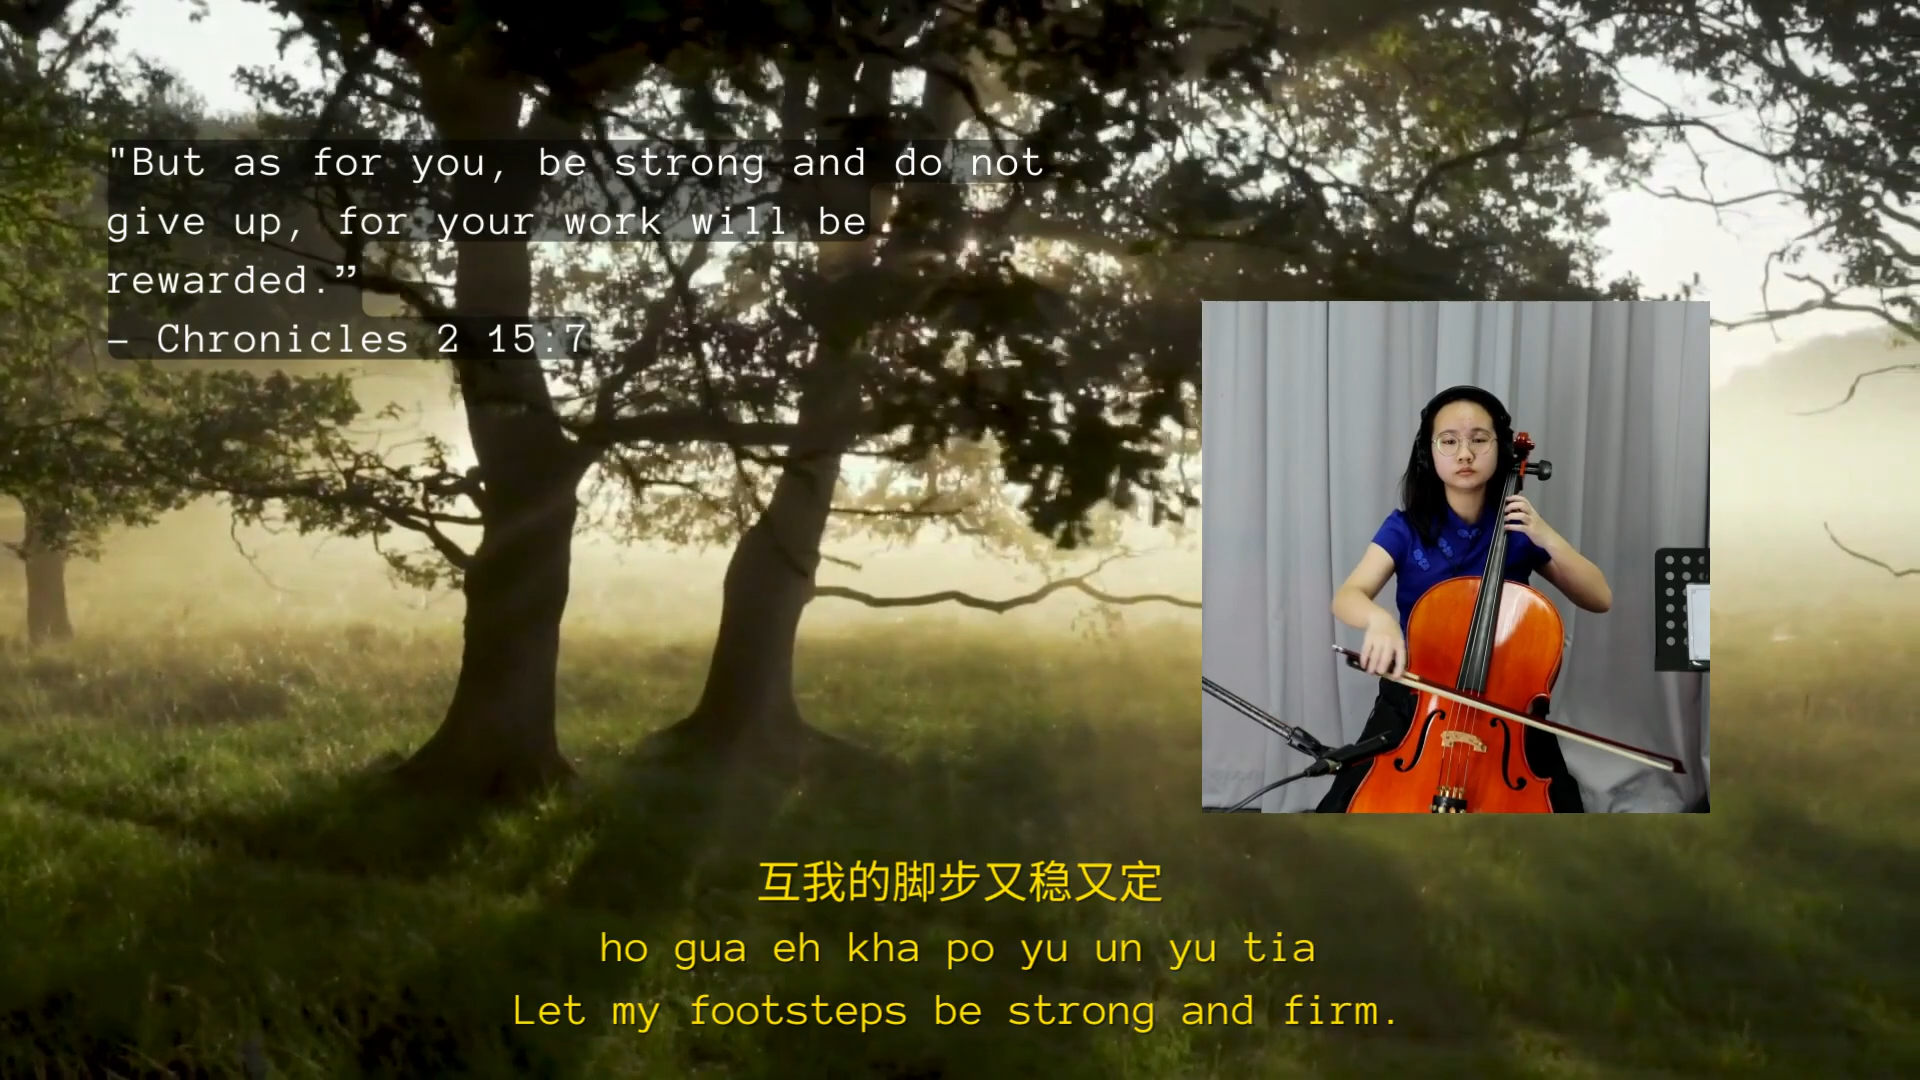 "But as for you, be strong and do not
give up, for your work will be
rewarded.”
– Chronicles 2 15:7
互我的脚步又稳又定
ho gua eh kha po yu un yu tia
Let my footsteps be strong and firm.